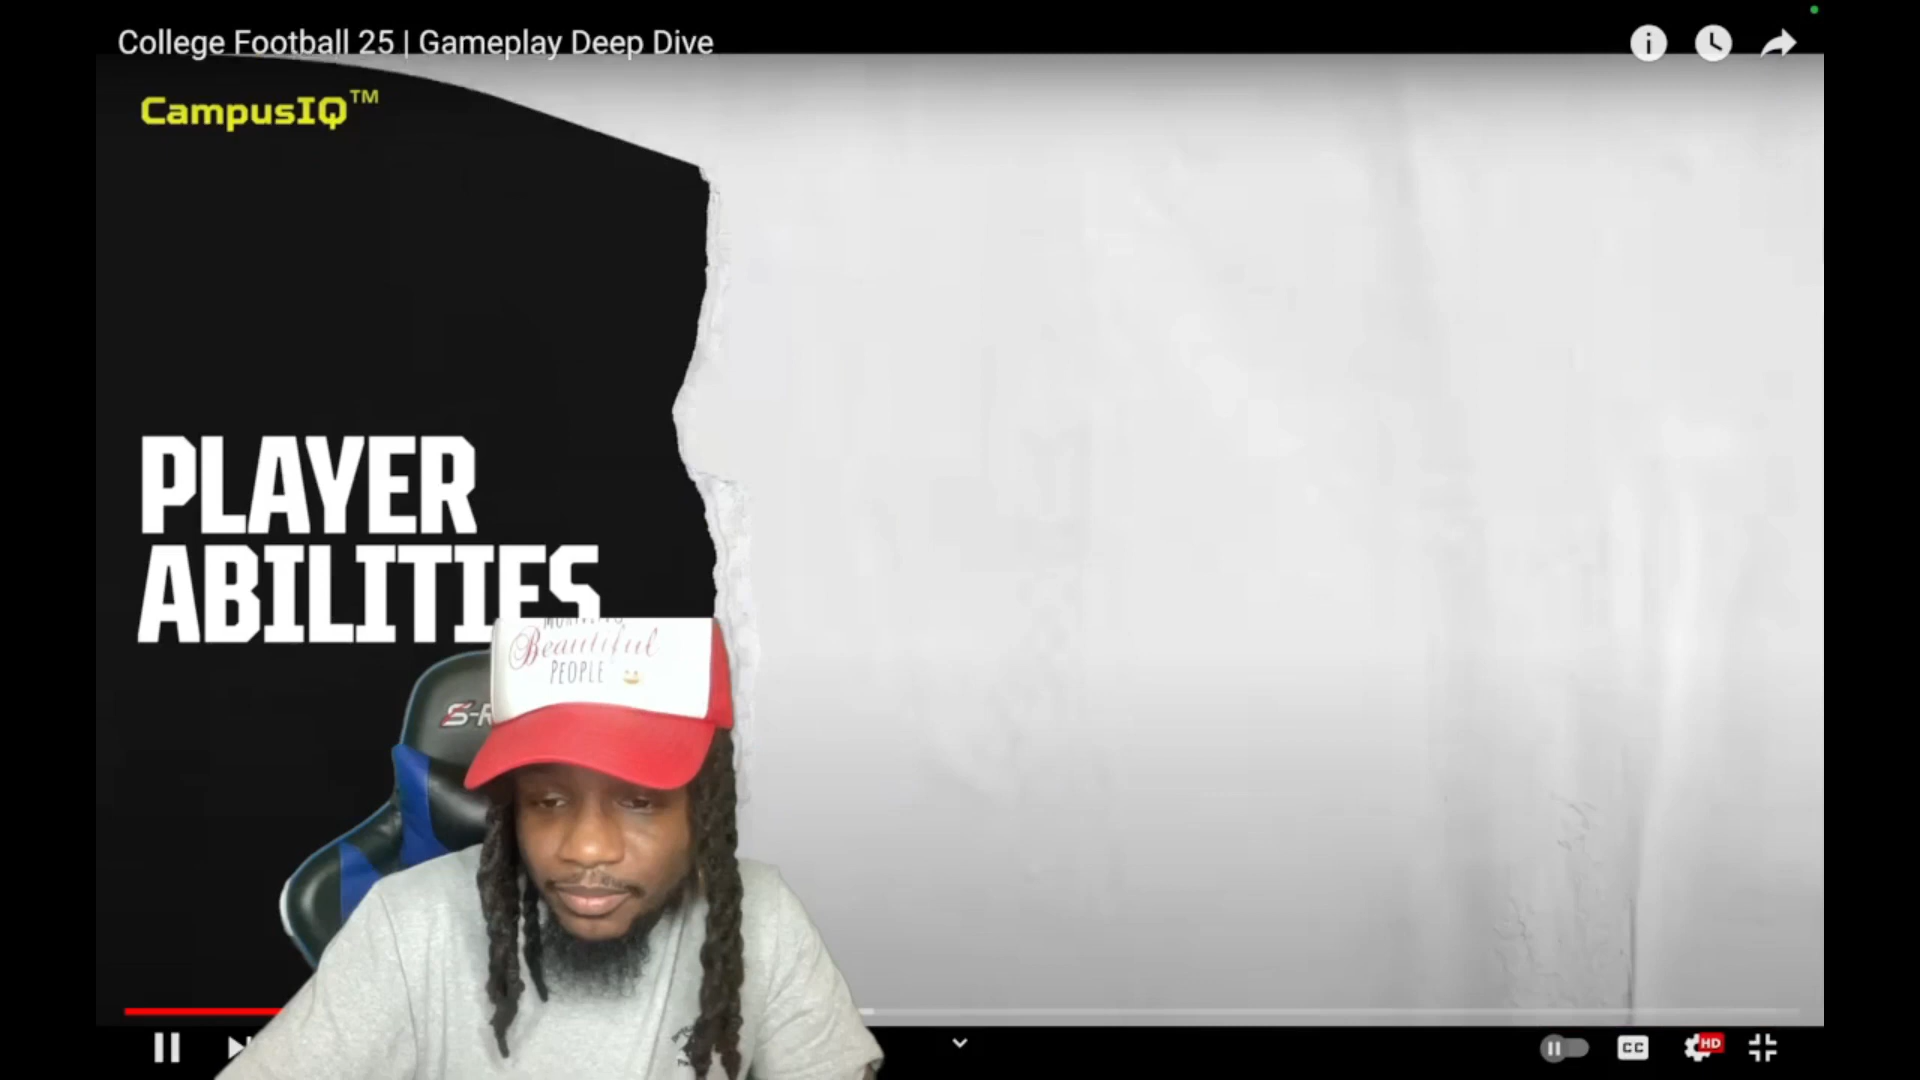 College Football 25 | Gameplay Deep Dive
CampusIQ™
PLAYER
ABILITIES
Beautiful
PEOPLE
S-R
CC
HD